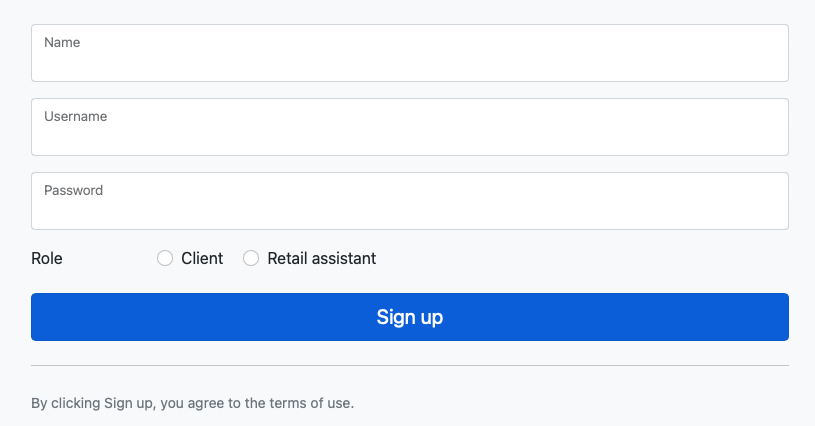 Name
Username
Password
Role Client Retail assistant
Sign up
By clicking Sign up, you agree to the terms of use.